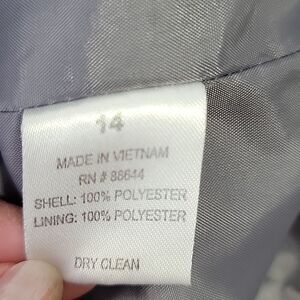 14
MADE IN VIETNAM
RN # 88644
SHELL: 100% POLYESTER
LINING: 100% POLYESTER
DRY CLEAN